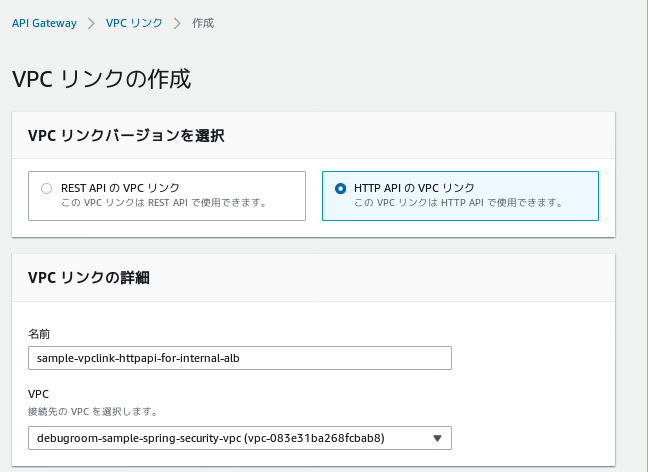 API Gateway > VPC リンク > 作成
VPC リンクの作成
VPC リンクバージョンを選択
REST API の VPC リンク
この VPC リンクは REST API で使用できます。
HTTP API の VPC リンク
この VPC リンクは HTTP API で使用できます。
VPC リンクの詳細
名前
sample-vpclink-httpapi-for-internal-alb
VPC
接続先の VPC を選択します。
debugroom-sample-spring-security-vpc (vpc-083e31ba268fcbab8)